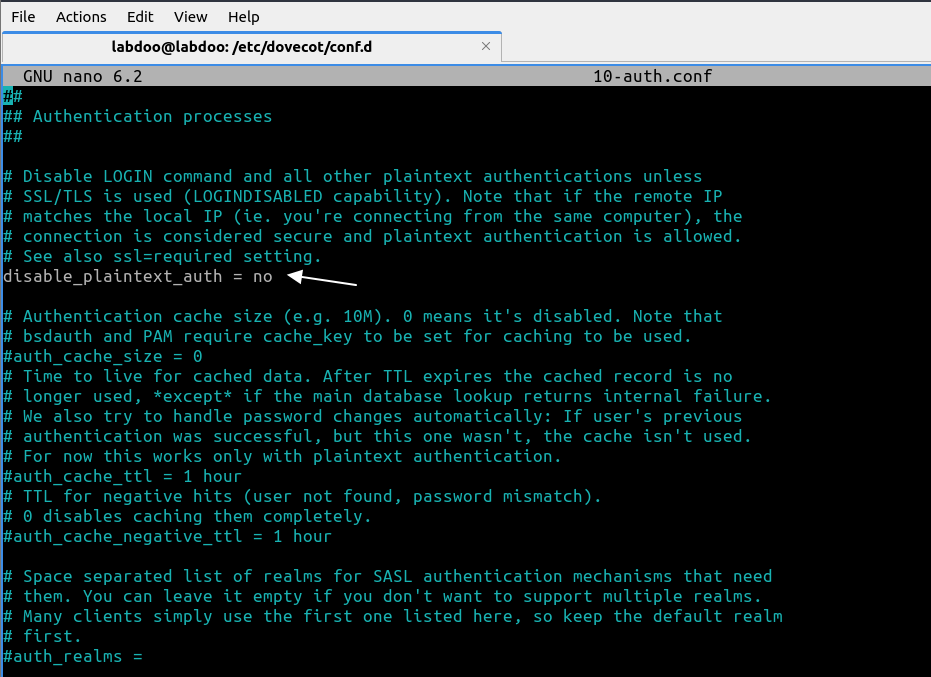 File Actions Edit View Help
labdoo@labdoo: /etc/dovecot/conf.d ×
GNU nano 6.2 10-auth.conf
##
## Authentication processes
##
# Disable LOGIN command and all other plaintext authentications unless
# SSL/TLS is used (LOGINDISABLED capability). Note that if the remote IP
# matches the local IP (ie. you're connecting from the same computer), the
# connection is considered secure and plaintext authentication is allowed.
# See also ssl=required setting.
disable_plaintext_auth = no
# Authentication cache size (e.g. 10M). 0 means it's disabled. Note that
# bsdauth and PAM require cache_key to be set for caching to be used.
#auth_cache_size = 0
# Time to live for cached data. After TTL expires the cached record is no
# longer used, *except* if the main database lookup returns internal failure.
# We also try to handle password changes automatically: If user's previous
# authentication was successful, but this one wasn't, the cache isn't used.
# For now this works only with plaintext authentication.
#auth_cache_ttl = 1 hour
# TTL for negative hits (user not found, password mismatch).
# 0 disables caching them completely.
#auth_cache_negative_ttl = 1 hour
# Space separated list of realms for SASL authentication mechanisms that need
# them. You can leave it empty if you don't want to support multiple realms.
# Many clients simply use the first one listed here, so keep the default realm
# first.
#auth_realms =